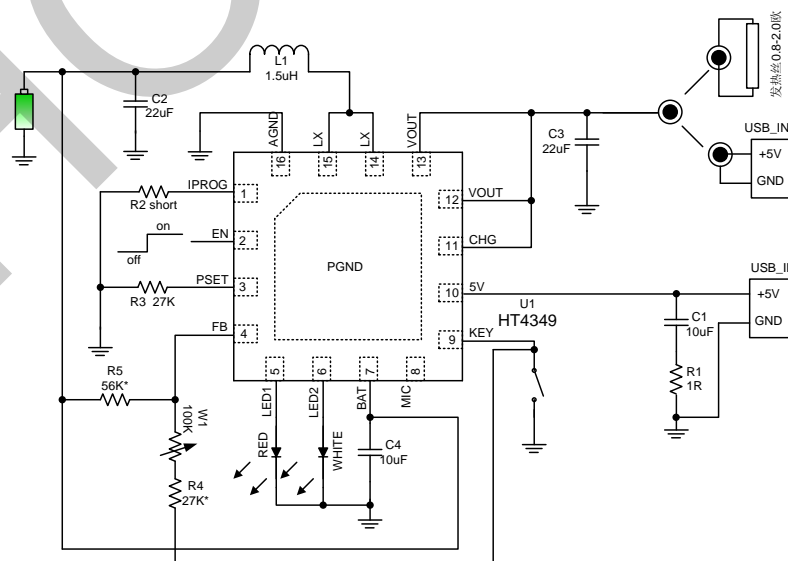 L1
1.5uH
C2
22uF
AGND
16
LX
15
LX
14
VOUT
13
C3
22uF
发热丝0.8-2.0欧
USB_IN
+5V
GND
IPROG
1
R2 short
on
off
EN
2
PSET
3
R3 27K
FB
4
PGND
12
VOUT
11
CHG
10
5V
9
KEY
U1
HT4349
USB_I
+5V
GND
C1
10uF
R1
1R
R5
56K*
W1
100K
R4
27K*
5
LED1
6
LED2
7
BAT
8
MIC
RED
WHITE
C4
10uF